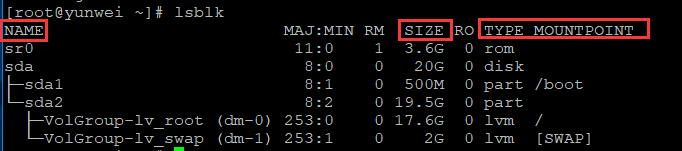 [root@yunwei ~]# lsblk
NAME MAJ:MIN RM SIZE RO TYPE MOUNTPOINT
sr0 11:0 1 3.6G 0 rom
sda 8:0 0 20G 0 disk
├─sda1 8:1 0 500M 0 part /boot
└─sda2 8:2 0 19.5G 0 part
├─VolGroup-lv_root (dm-0) 253:0 0 17.6G 0 lvm /
└─VolGroup-lv_swap (dm-1) 253:1 0 2G 0 lvm [SWAP]